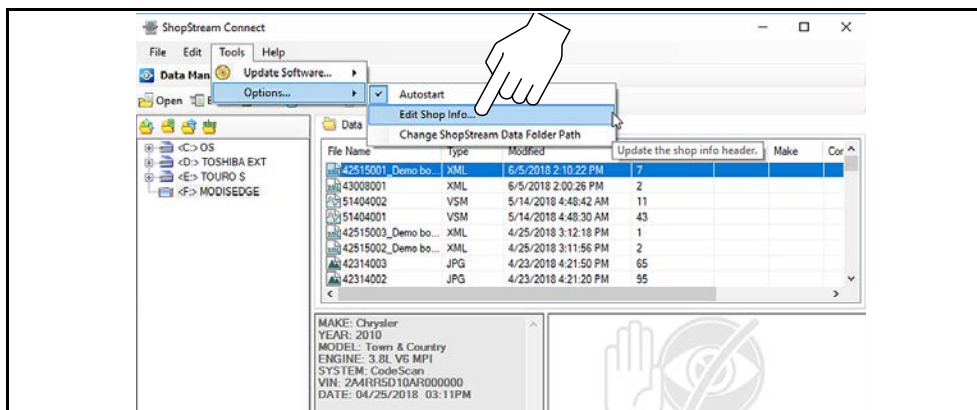 ShopStream Connect
File Edit Tools Help
Data Man
Update Software...
Open
Options...
Autostart
Edit Shop Info...
Change ShopStream Data Folder Path
Update the shop info header.
Data
<C:> OS
<D:> TOSHIBA EXT
<E:> TOURO S
<F:> MODISEDGE
File Name Type Modified Make Cor
42515001_Demo bo... XML 6/5/2018 2:10:22 PM 7
43008001 XML 6/5/2018 2:00:26 PM 2
51404002 VSM 5/14/2018 4:48:42 AM 11
51404001 VSM 5/14/2018 4:48:30 AM 43
42515003_Demo bo... XML 4/25/2018 3:12:18 PM 1
42515002_Demo bo... XML 4/25/2018 3:11:56 PM 2
42314003 JPG 4/23/2018 4:21:50 PM 65
42314002 JPG 4/23/2018 4:21:20 PM 95
MAKE: Chrysler
YEAR: 2010
MODEL: Town & Country
ENGINE: 3.8L V6 MPI
SYSTEM: CodeScan
VIN: 2A4RR5D10AR000000
DATE: 04/25/2018 03:11PM